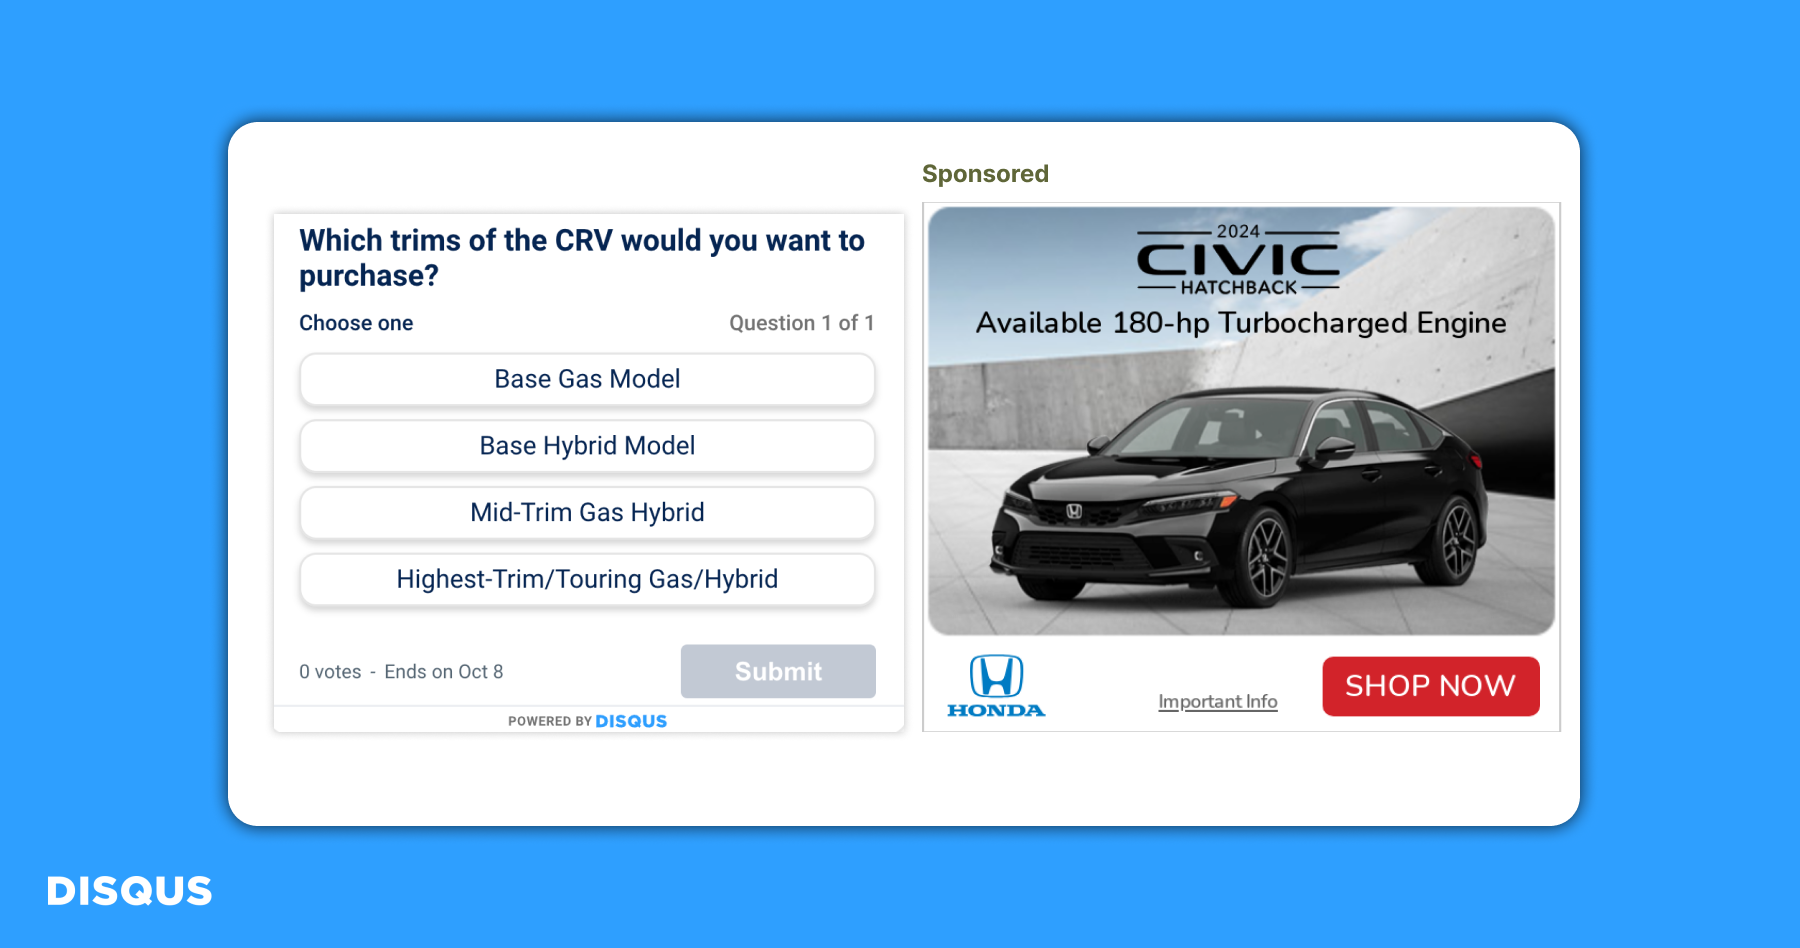 Which trims of the CRV would you want to
purchase?
Choose one
Question 1 of 1
Base Gas Model
Base Hybrid Model
Mid-Trim Gas Hybrid
Highest-Trim/Touring Gas/Hybrid
0 votes - Ends on Oct 8
Submit
POWERED BY DISQUS
Sponsored
2024
CIVIC
HATCHBACK
Available 180-hp Turbocharged Engine
HONDA
Important Info
SHOP NOW
DISQUS